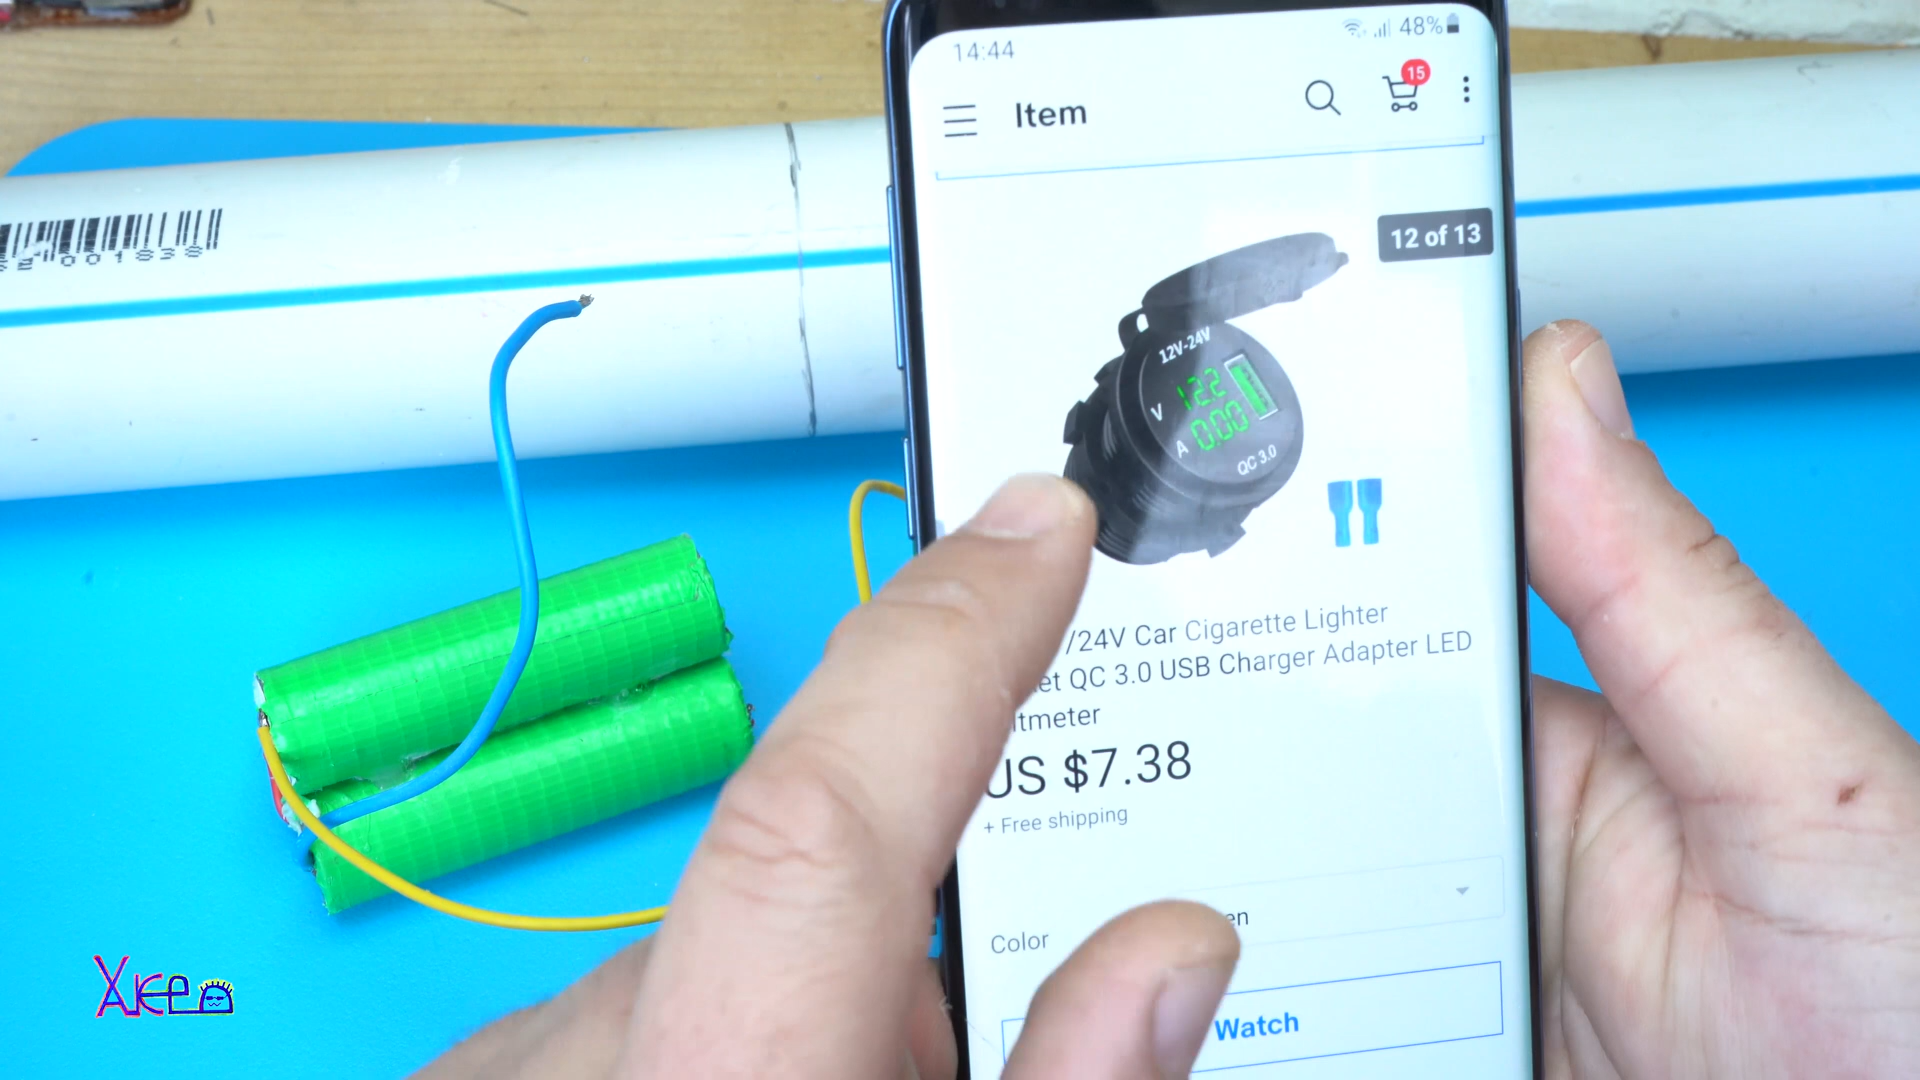 14:44
48%
Item
15
12 of 13
12V-24V
V 12.2
A 0.00
QC 3.0
/24V Car Cigarette Lighter
et QC 3.0 USB Charger Adapter LED
ltmeter
US $7.38
+ Free shipping
Color
en
Watch
001838